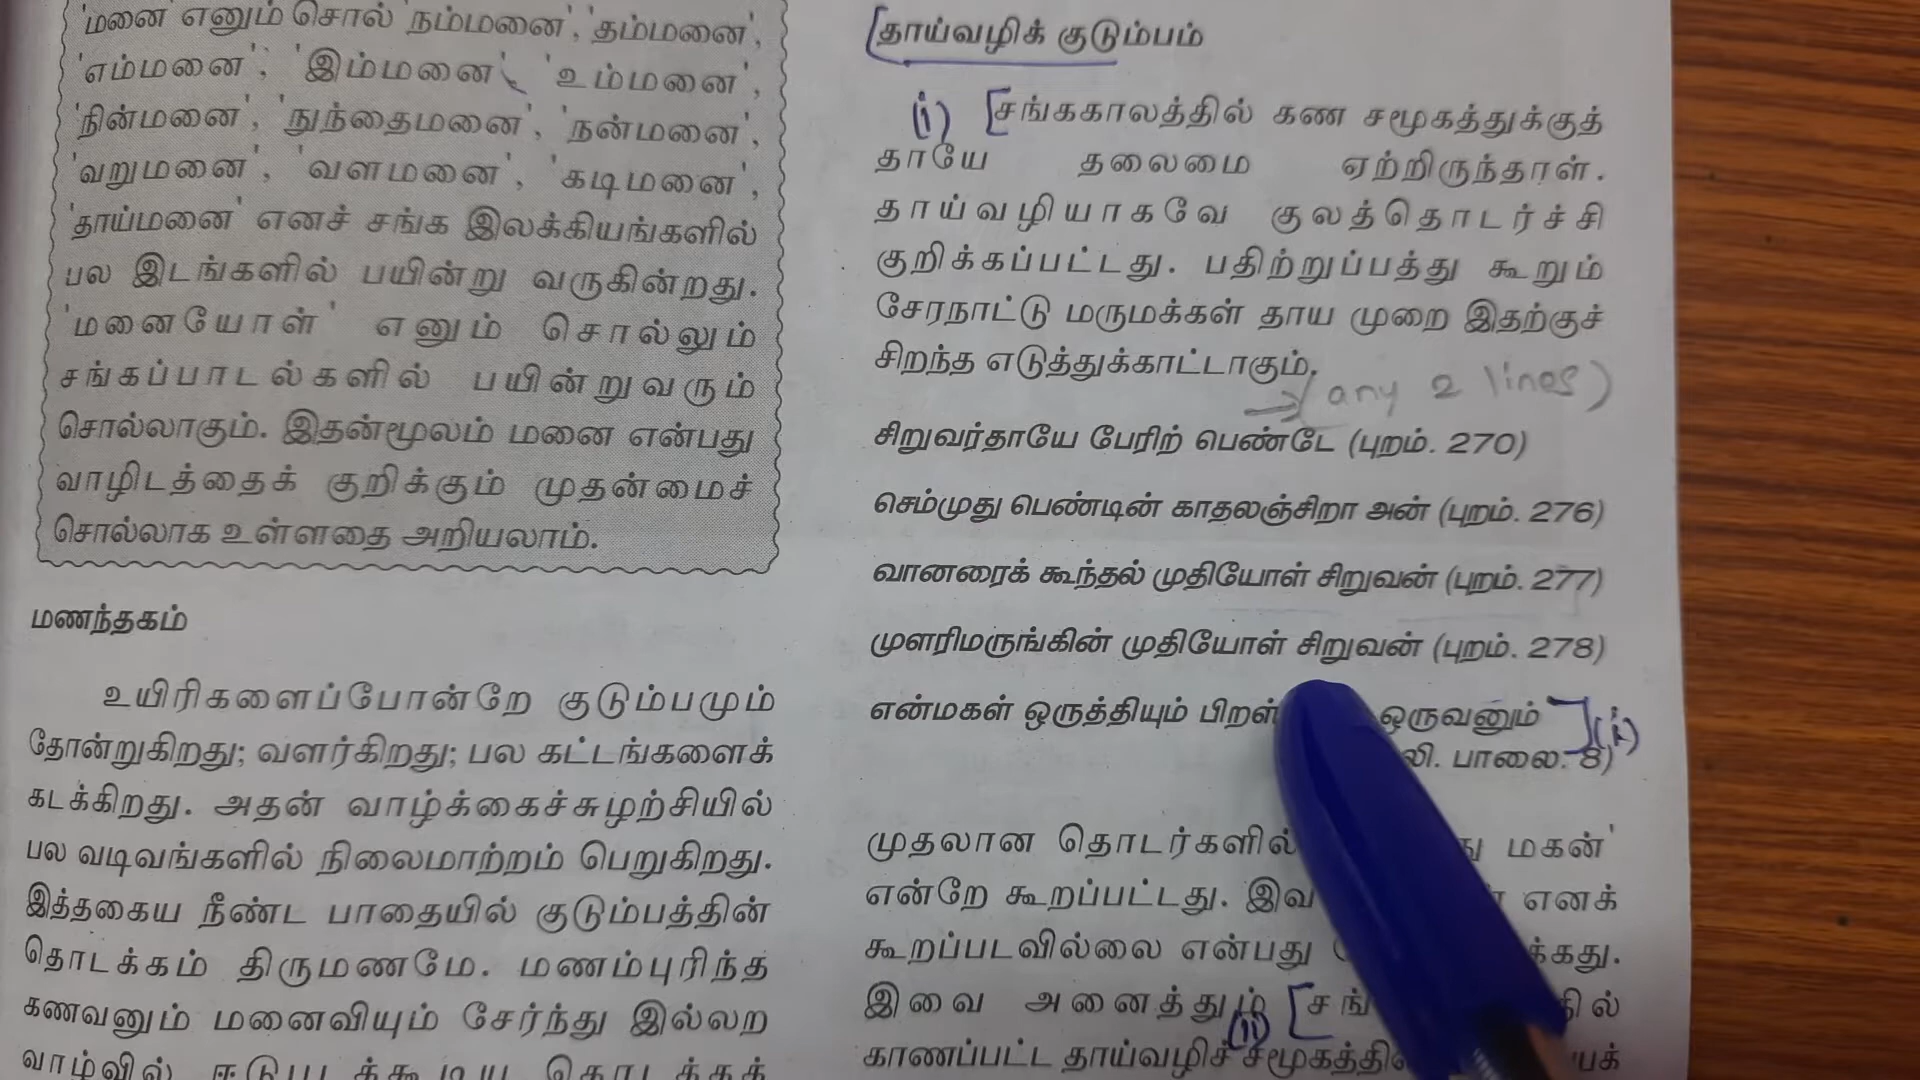 'மனை' எனும் சொல் 'நம்மனை', 'தம்மனை',
'எம்மனை', 'இம்மனை', 'உம்மனை',
'நின்மனை', 'நுந்தைமனை', 'நன்மனை',
'வறுமனை', 'வளமனை', 'கடிமனை',
'தாய்மனை' எனச் சங்க இலக்கியங்களில்
பல இடங்களில் பயின்று வருகின்றது.
'மனையோள்' எனும் சொல்லும்
சங்கப்பாடல்களில் பயின்றுவரும்
சொல்லாகும். இதன்மூலம் மனை என்பது
வாழிடத்தைக் குறிக்கும் முதன்மைச்
சொல்லாக உள்ளதை அறியலாம்.
மணந்தகம்
உயிரிகளைப்போன்றே குடும்பமும்
தோன்றுகிறது; வளர்கிறது; பல கட்டங்களைக்
கடக்கிறது. அதன் வாழ்க்கைச்சுழற்சியில்
பல வடிவங்களில் நிலைமாற்றம் பெறுகிறது.
இத்தகைய நீண்ட பாதையில் குடும்பத்தின்
தொடக்கம் திருமணமே. மணம்புரிந்த
கணவனும் மனைவியும் சேர்ந்து இல்லற
வாழ்வில்
தாய்வழிக் குடும்பம்
(i) சங்ககாலத்தில் கண சமூகத்துக்குத்
தாயே தலைமை ஏற்றிருந்தாள்.
தாய்வழியாகவே குலத்தொடர்ச்சி
குறிக்கப்பட்டது. பதிற்றுப்பத்து கூறும்
சேரநாட்டு மருமக்கள் தாய முறை இதற்குச்
சிறந்த எடுத்துக்காட்டாகும்.
→ (any 2 lines)
சிறுவர்தாயே பேரிற் பெண்டே (புறம். 270)
செம்முது பெண்டின் காதலஞ்சிறா அன் (புறம். 276)
வானரைக் கூந்தல் முதியோள் சிறுவன் (புறம். 277)
முளரிமருங்கின் முதியோள் சிறுவன் (புறம். 278)
என்மகள் ஒருத்தியும் பிறள் ஒருவனும்
(i)
லி. பாலை. 8)
முதலான தொடர்களில் மகன்'
என்றே கூறப்பட்டது. எனக்
கூறப்படவில்லை என்பது க்கது.
இவை அனைத்தும் (ii)
காணப்பட்ட தாய்வழிச் சமூகத்தி